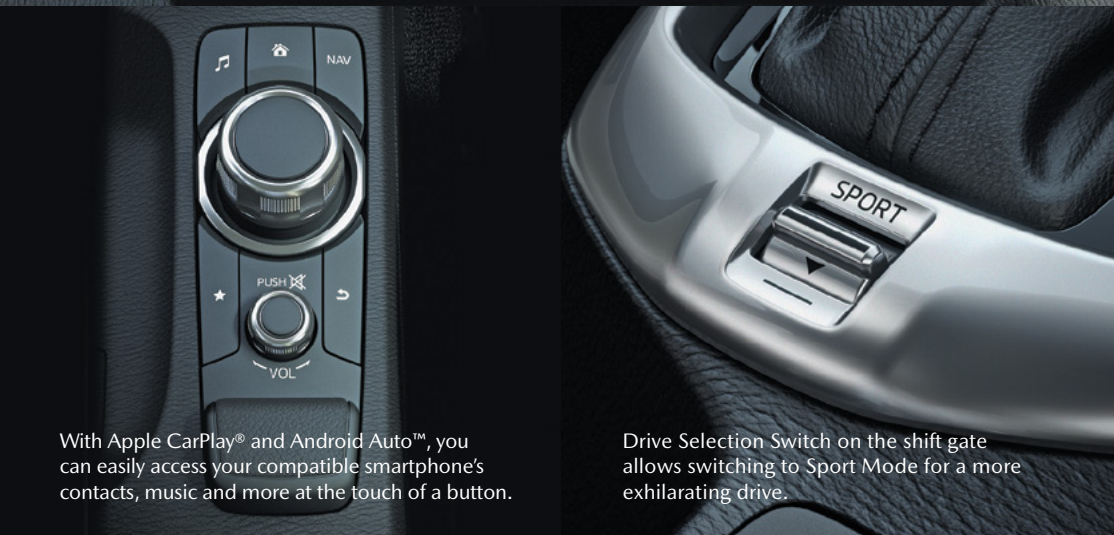 NAV
PUSH
VOL
With Apple CarPlay® and Android Auto™, you
can easily access your compatible smartphone's
contacts, music and more at the touch of a button.
SPORT
Drive Selection Switch on the shift gate
allows switching to Sport Mode for a more
exhilarating drive.